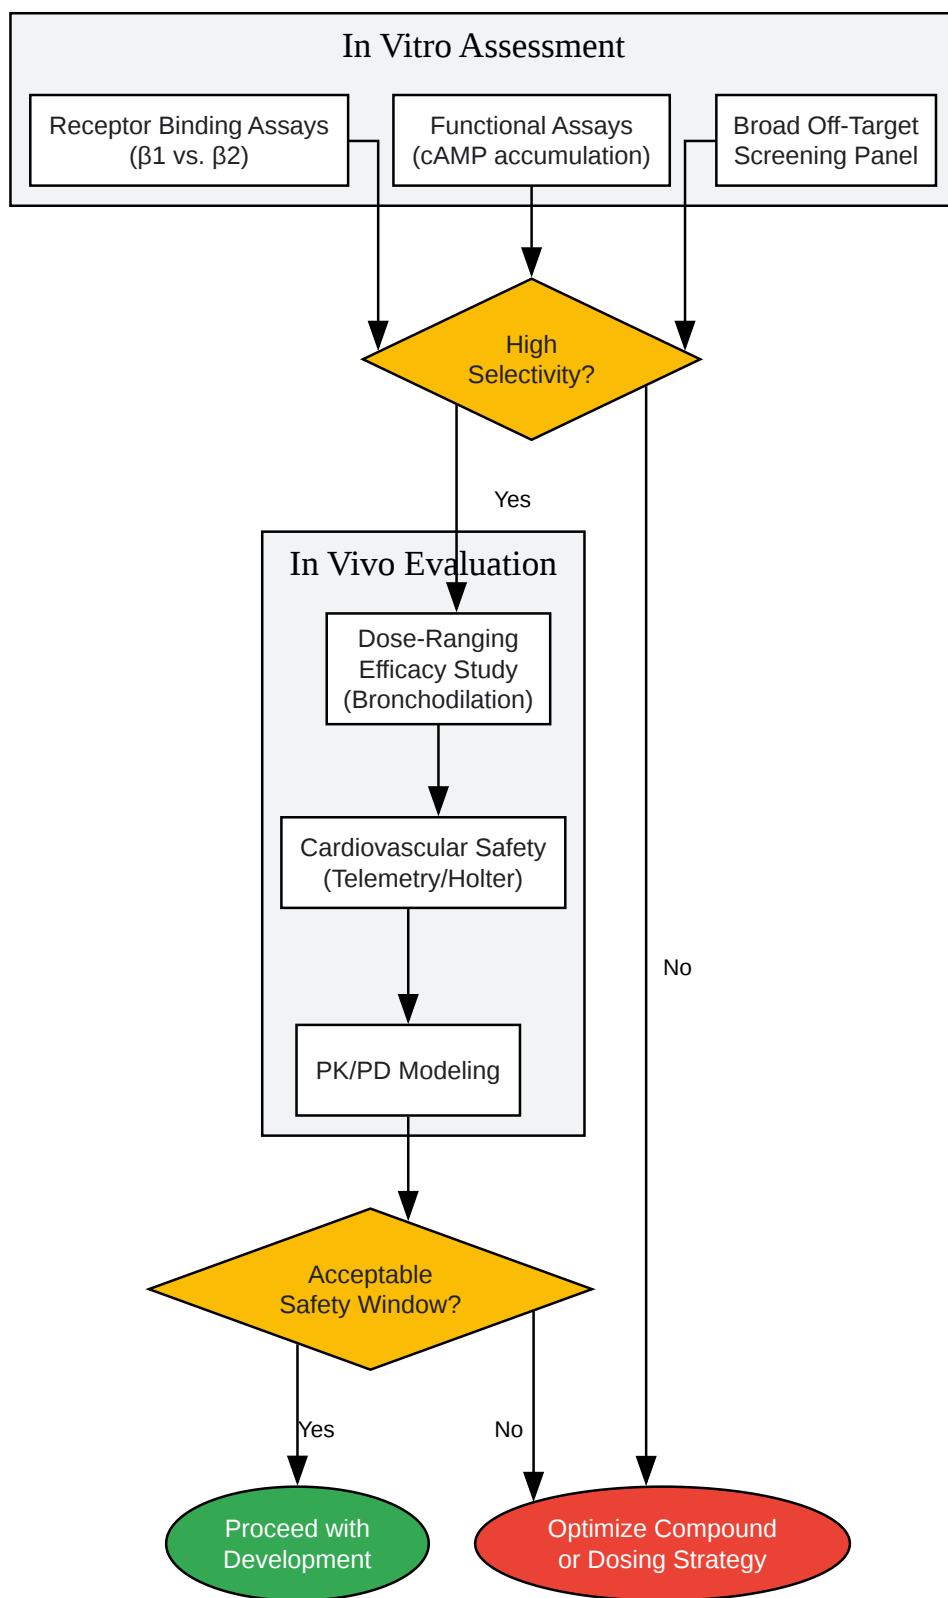 In Vitro Assessment
Receptor Binding Assays
(β1 vs. β2)
Functional Assays
(cAMP accumulation)
Broad Off-Target
Screening Panel
High
Selectivity?
Yes
In Vivo Evaluation
Dose-Ranging
Efficacy Study
(Bronchodilation)
Cardiovascular Safety
(Telemetry/Holter)
No
PK/PD Modeling
Acceptable
Safety Window?
Yes
No
Proceed with
Development
Optimize Compound
or Dosing Strategy